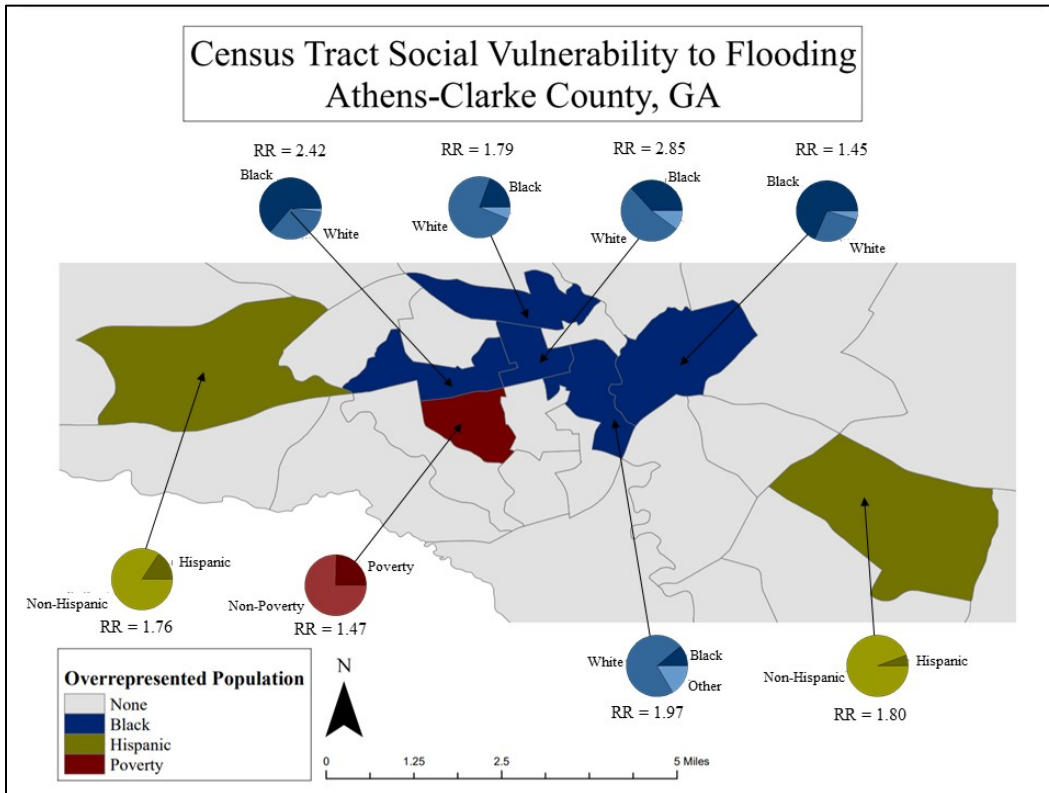 Census Tract Social Vulnerability to Flooding
Athens-Clarke County, GA
RR = 2.42
Black
White
RR = 1.79
Black
White
RR = 2.85
Black
White
RR = 1.45
Black
White
Hispanic
Non-Hispanic
RR = 1.76
Poverty
Non-Poverty
RR = 1.47
White
Black
Other
RR = 1.97
Hispanic
Non-Hispanic
RR = 1.80
Overrepresented Population
None
Black
Hispanic
Poverty
N
0 1.25 2.5 5 Miles